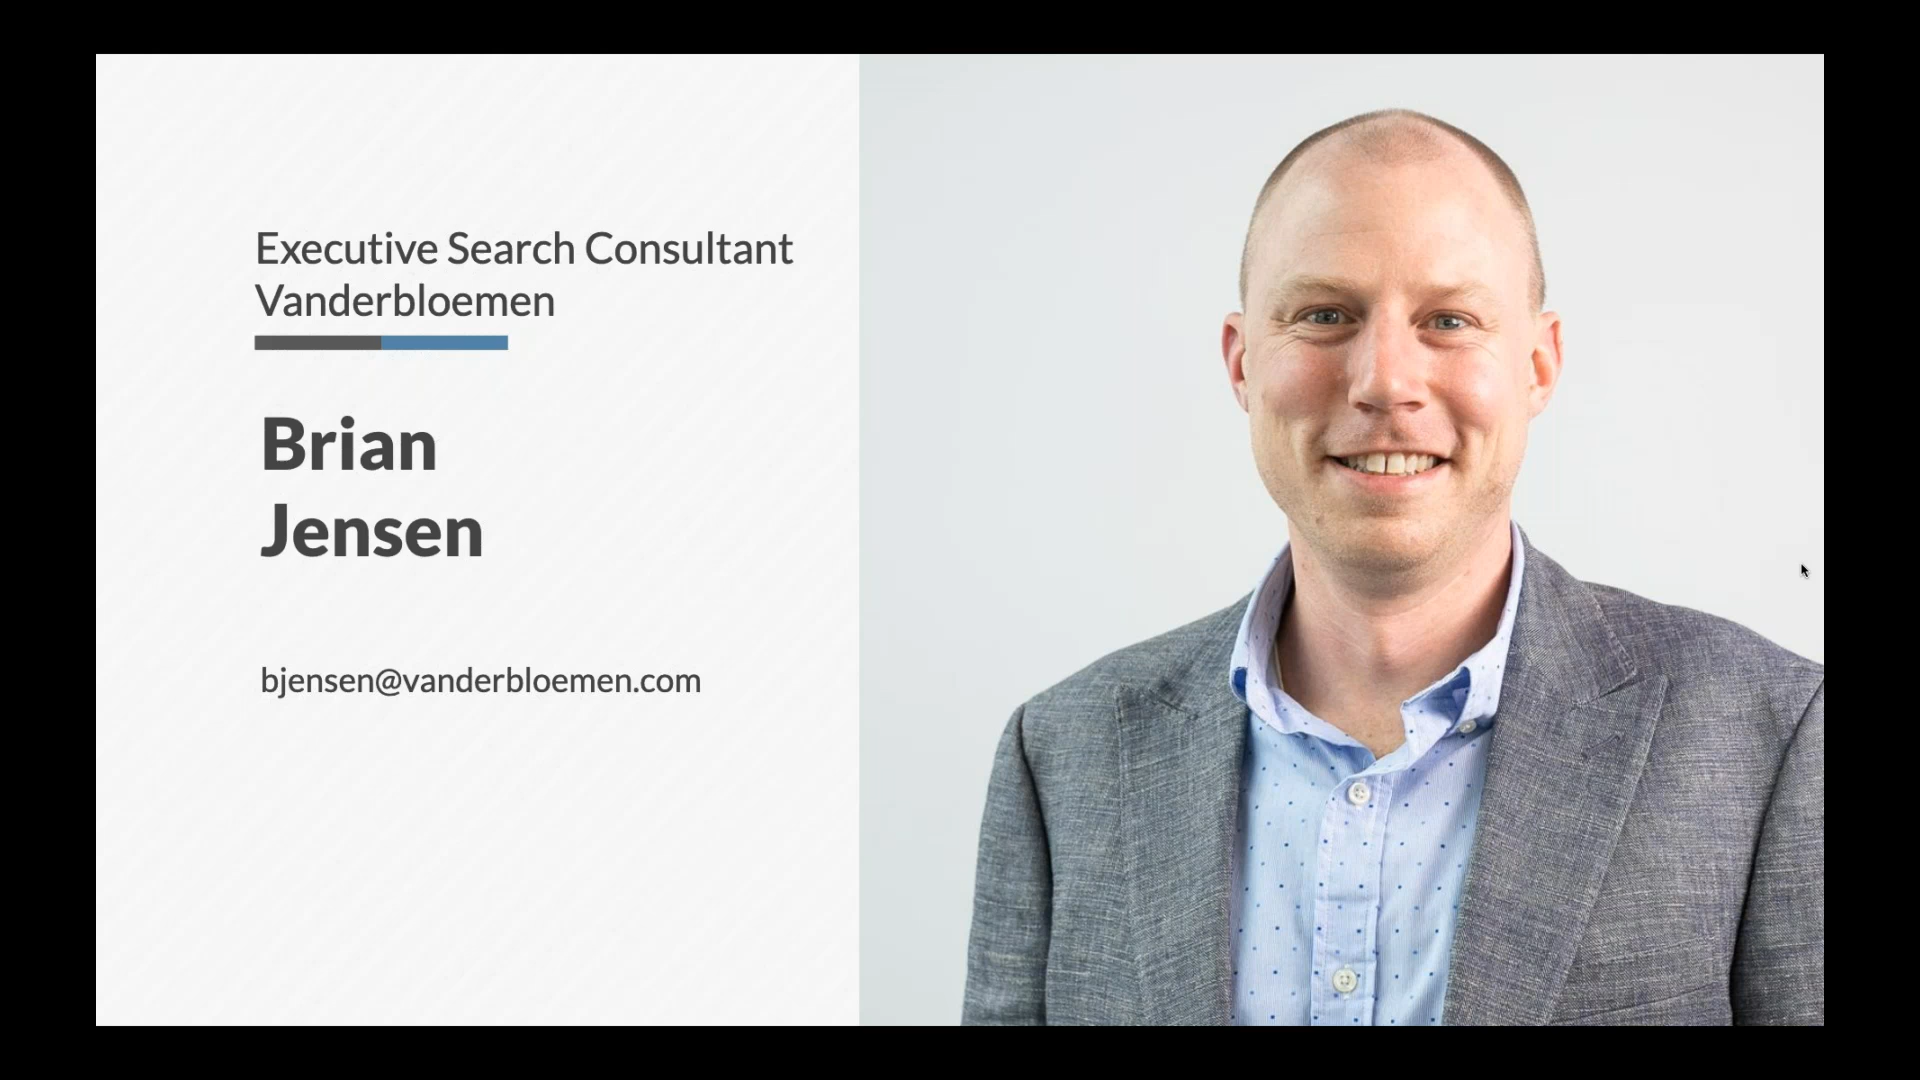 Executive Search Consultant
Vanderbloemen
Brian
Jensen
bjensen@vanderbloemen.com